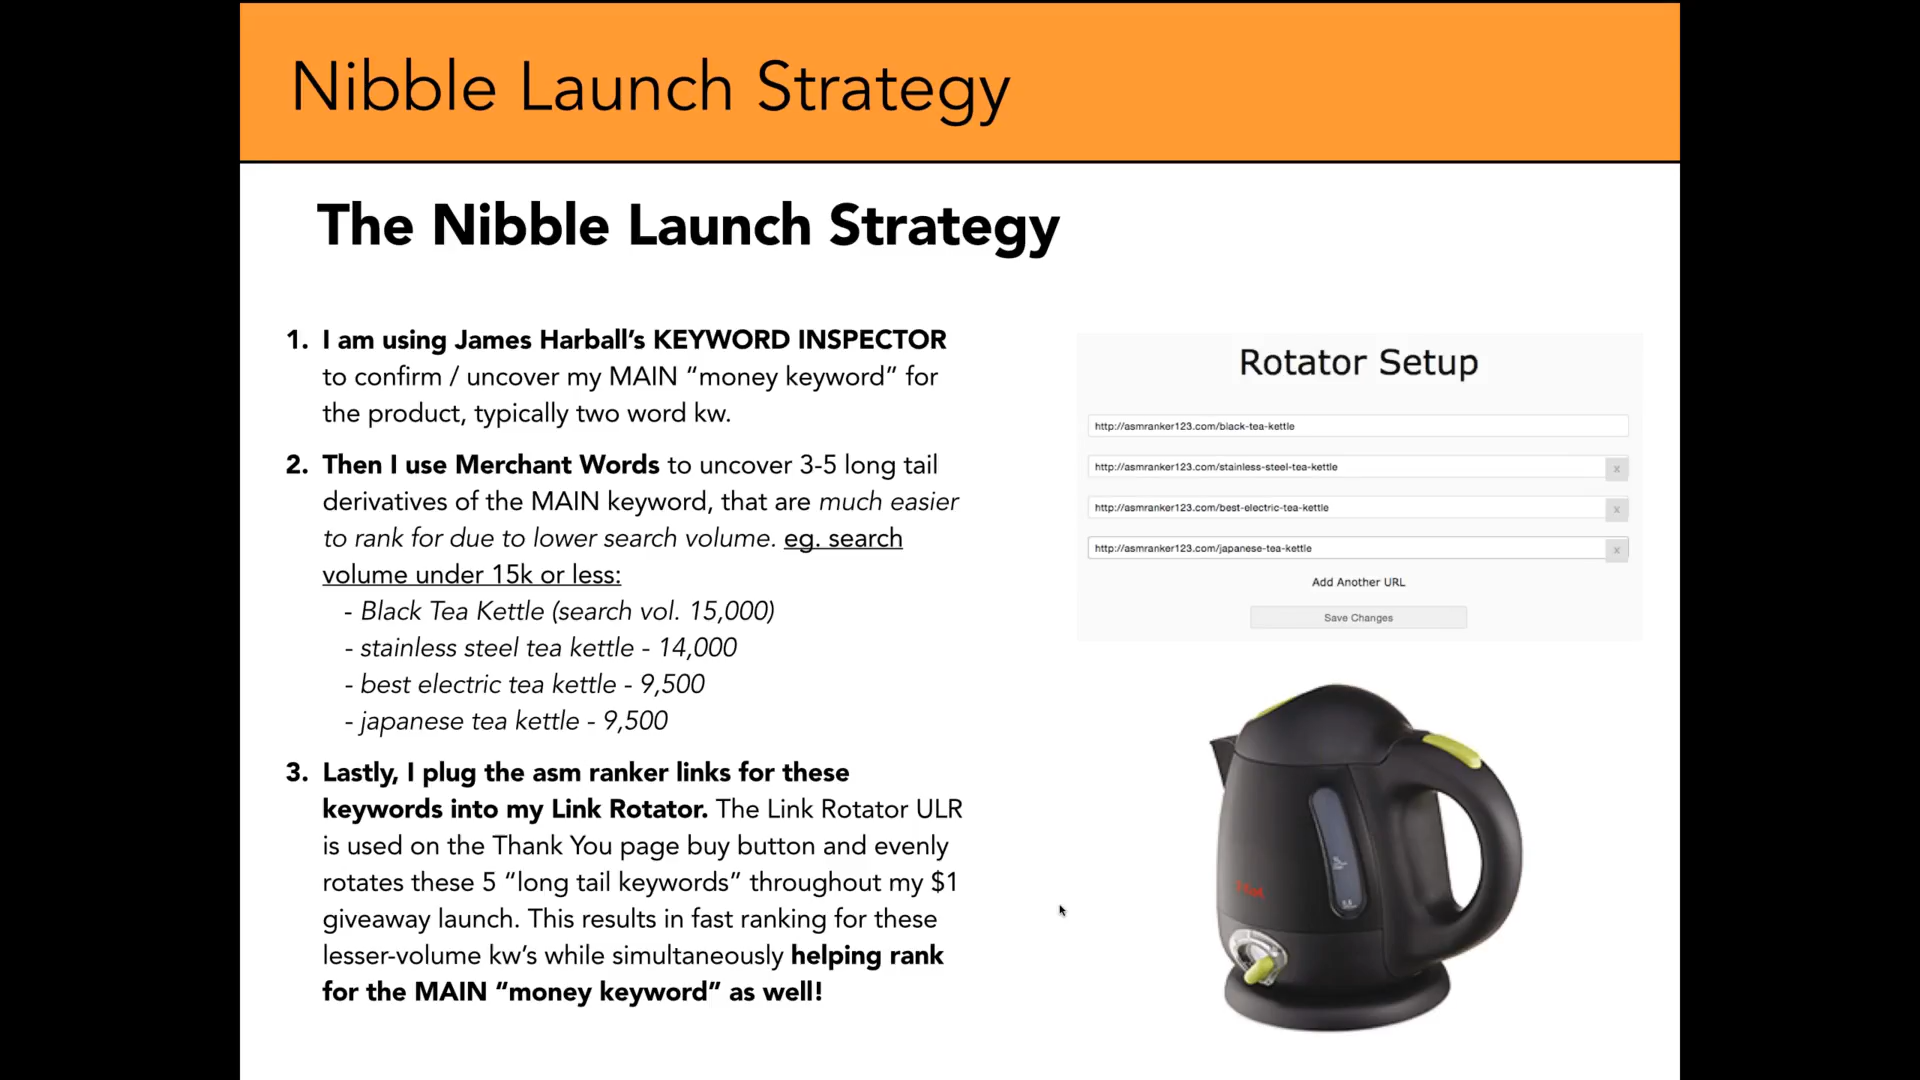 Nibble Launch Strategy
The Nibble Launch Strategy
1. I am using James Harball’s KEYWORD INSPECTOR
to confirm / uncover my MAIN “money keyword” for
the product, typically two word kw.
2. Then I use Merchant Words to uncover 3-5 long tail
derivatives of the MAIN keyword, that are much easier
to rank for due to lower search volume. eg. search
volume under 15k or less:
- Black Tea Kettle (search vol. 15,000)
- stainless steel tea kettle - 14,000
- best electric tea kettle - 9,500
- japanese tea kettle - 9,500
3. Lastly, I plug the asm ranker links for these
keywords into my Link Rotator. The Link Rotator ULR
is used on the Thank You page buy button and evenly
rotates these 5 “long tail keywords” throughout my $1
giveaway launch. This results in fast ranking for these
lesser-volume kw’s while simultaneously helping rank
for the MAIN “money keyword” as well!
Rotator Setup
http://asmranker123.com/black-tea-kettle
http://asmranker123.com/stainless-steel-tea-kettle
x
http://asmranker123.com/best-electric-tea-kettle
x
http://asmranker123.com/japanese-tea-kettle
x
Add Another URL
Save Changes